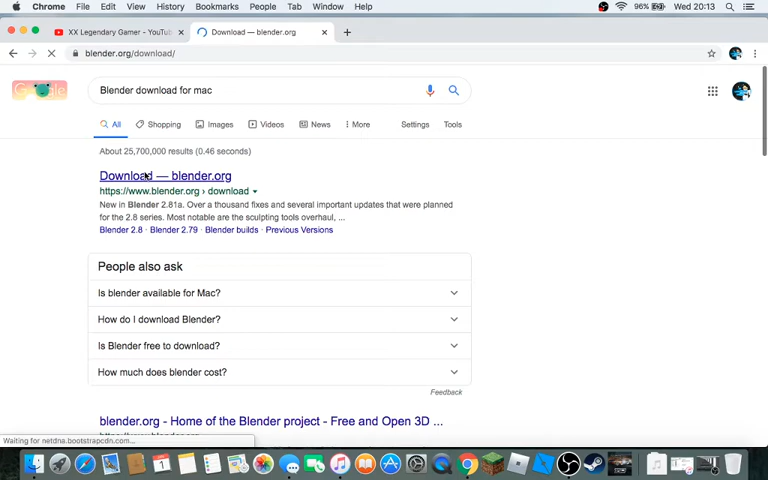 Chrome File Edit View History Bookmarks People Tab Window Help 96% Wed 20:13
XX Legendary Gamer - YouTub
Download — blender.org
blender.org/download/
Google
Blender download for mac
All Shopping Images Videos News More Settings Tools
About 25,700,000 results (0.46 seconds)
Download — blender.org
https://www.blender.org › download
New in Blender 2.81a. Over a thousand fixes and several important updates that were planned
for the 2.8 series. Most notable are the sculpting tools overhaul, ...
Blender 2.8 · Blender 2.79 · Blender builds · Previous Versions
People also ask
Is blender available for Mac?
How do I download Blender?
Is Blender free to download?
How much does blender cost?
Feedback
blender.org - Home of the Blender project - Free and Open 3D ...
Waiting for netdna.bootstrapcdn.com...